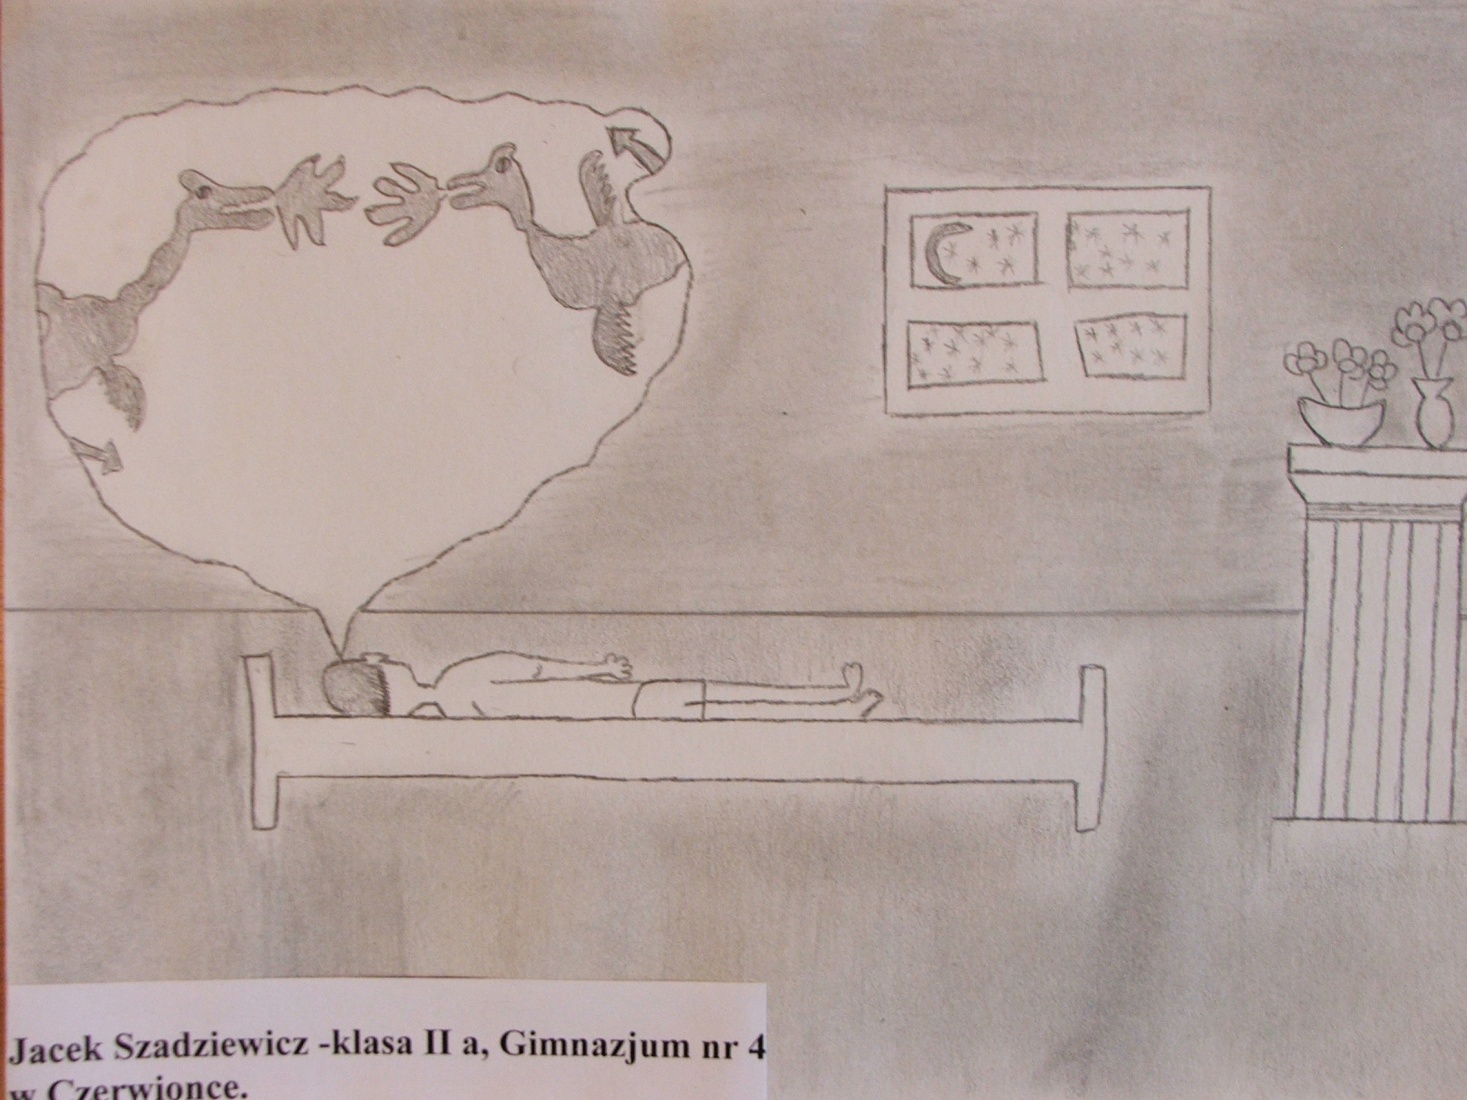 Jacek Szadziewicz -klasa II a, Gimnazjum nr 4
w Czerwionce.